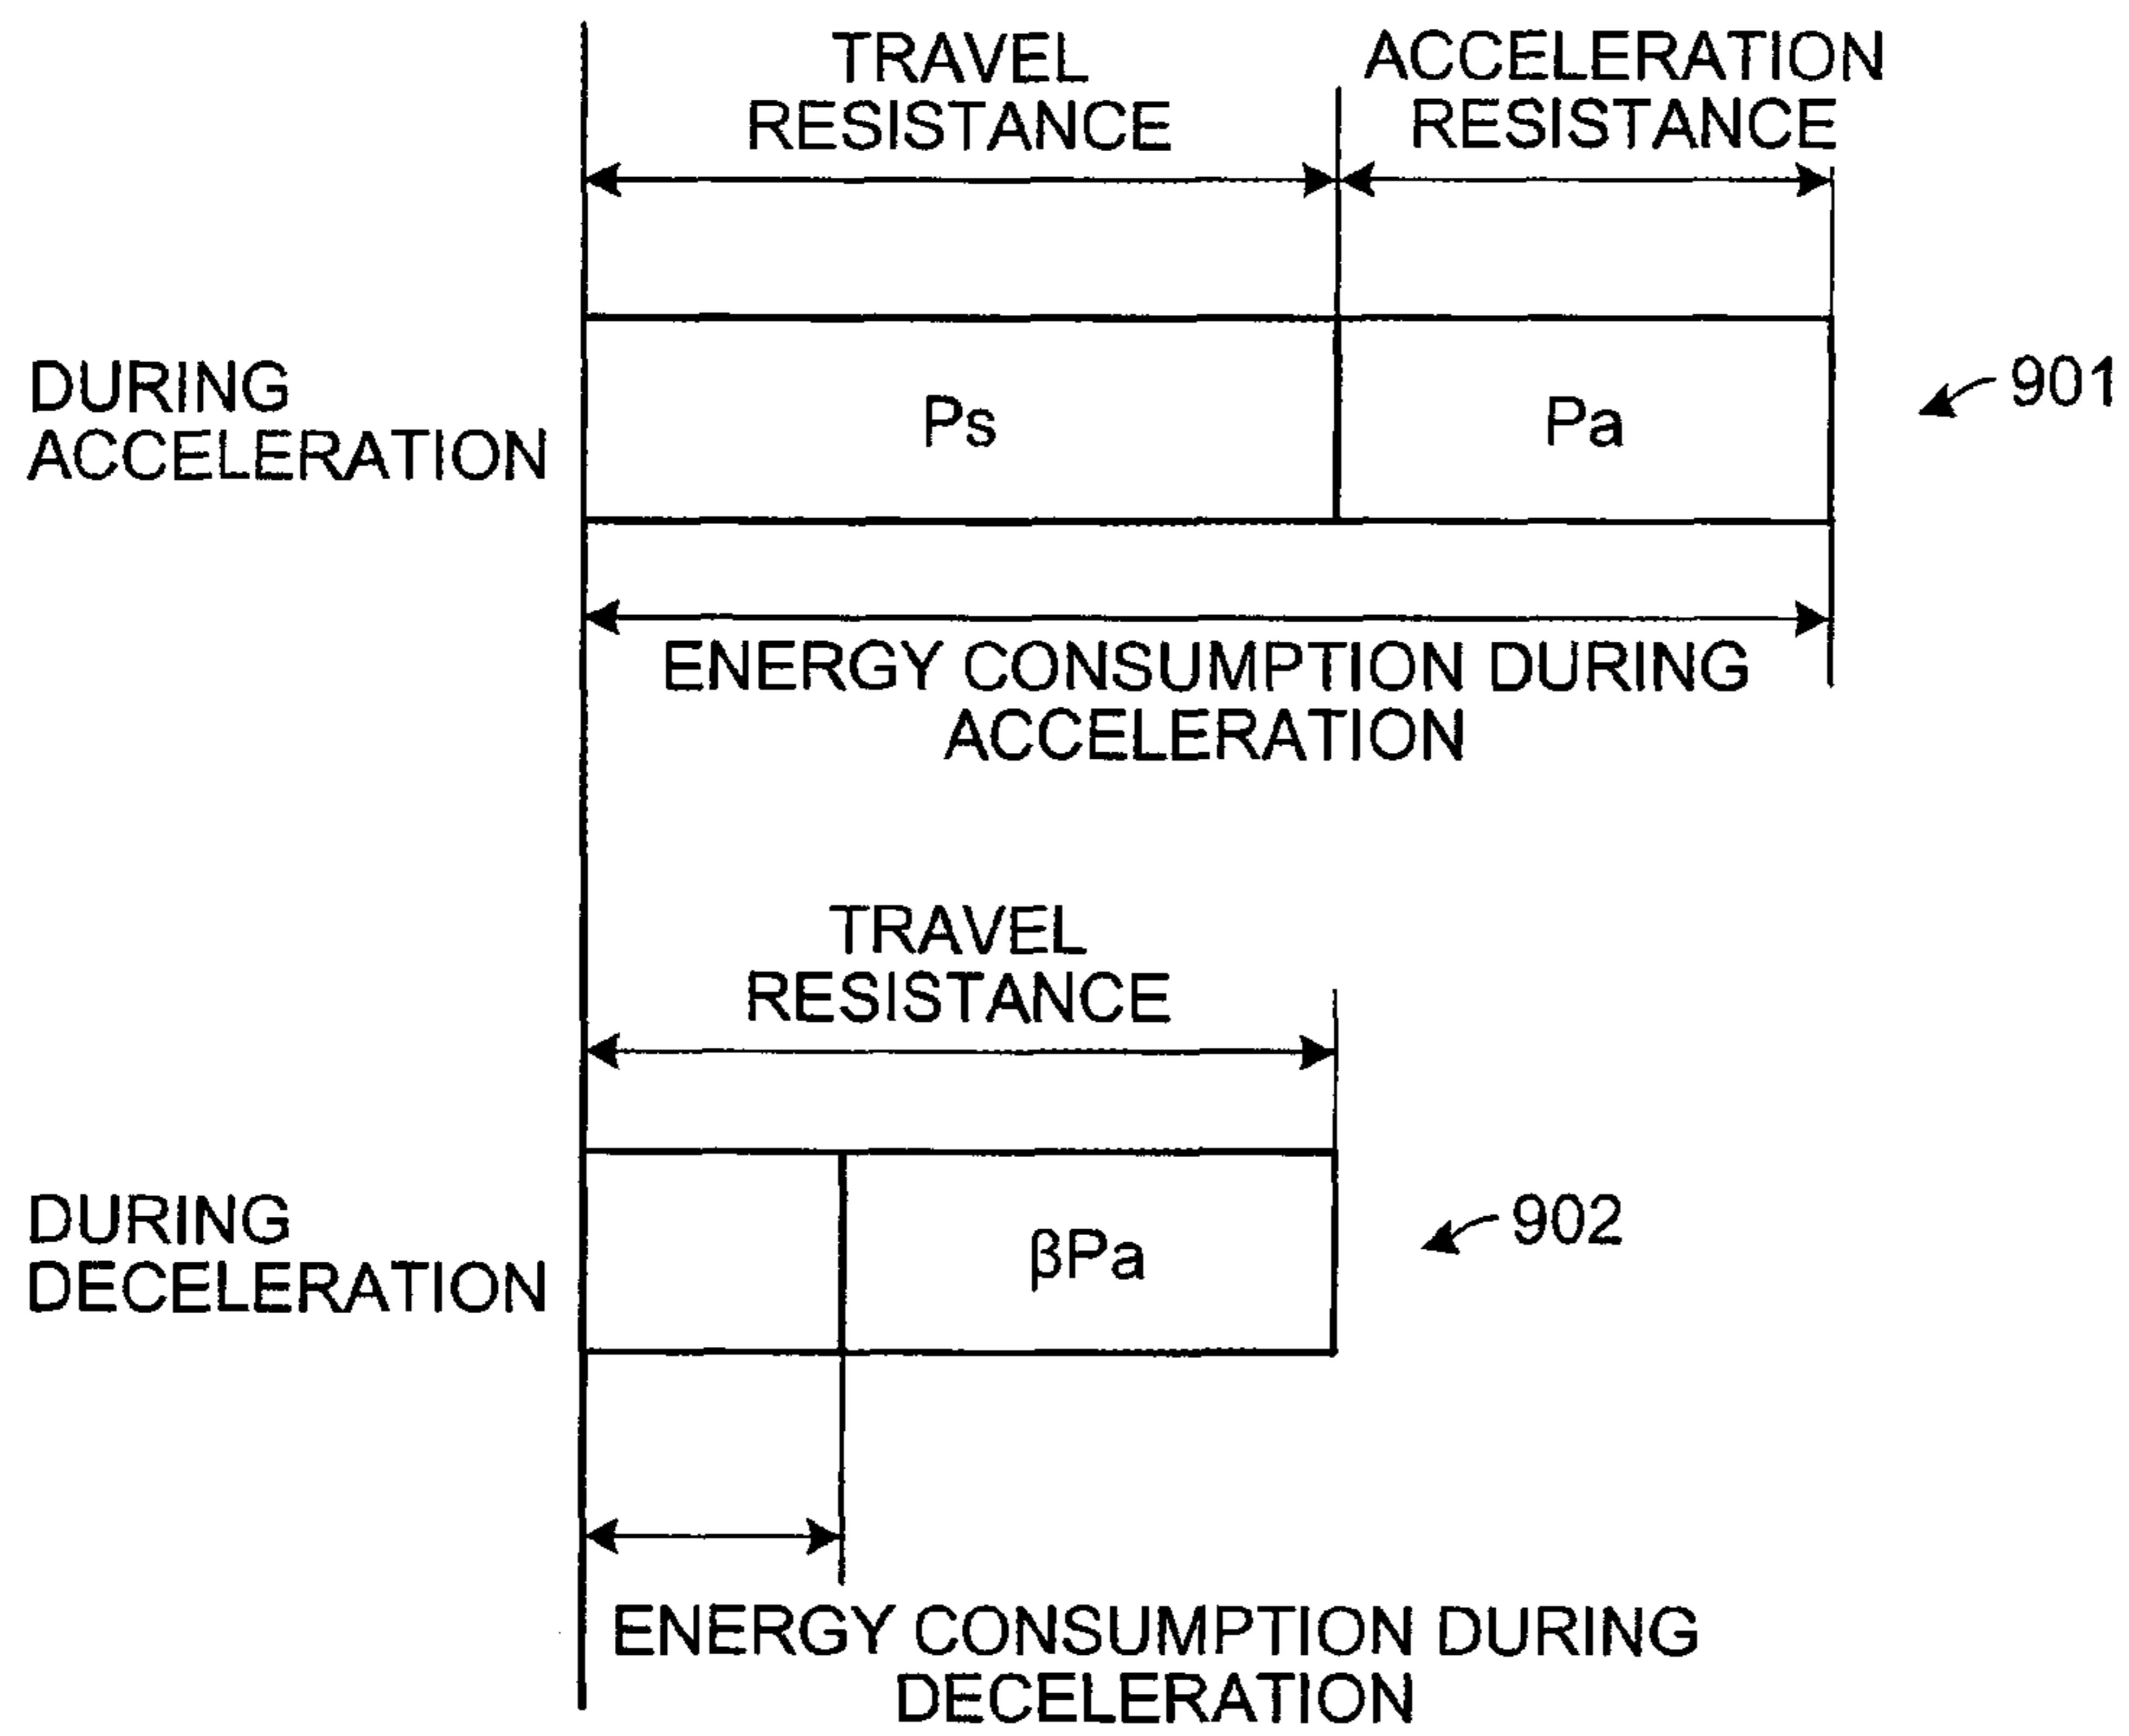 TRAVEL
RESISTANCE
ACCELERATION
RESISTANCE
DURING
ACCELERATION
Ps
Pa
901
ENERGY CONSUMPTION DURING
ACCELERATION
TRAVEL
RESISTANCE
DURING
DECELERATION
βPa
902
ENERGY CONSUMPTION DURING
DECELERATION